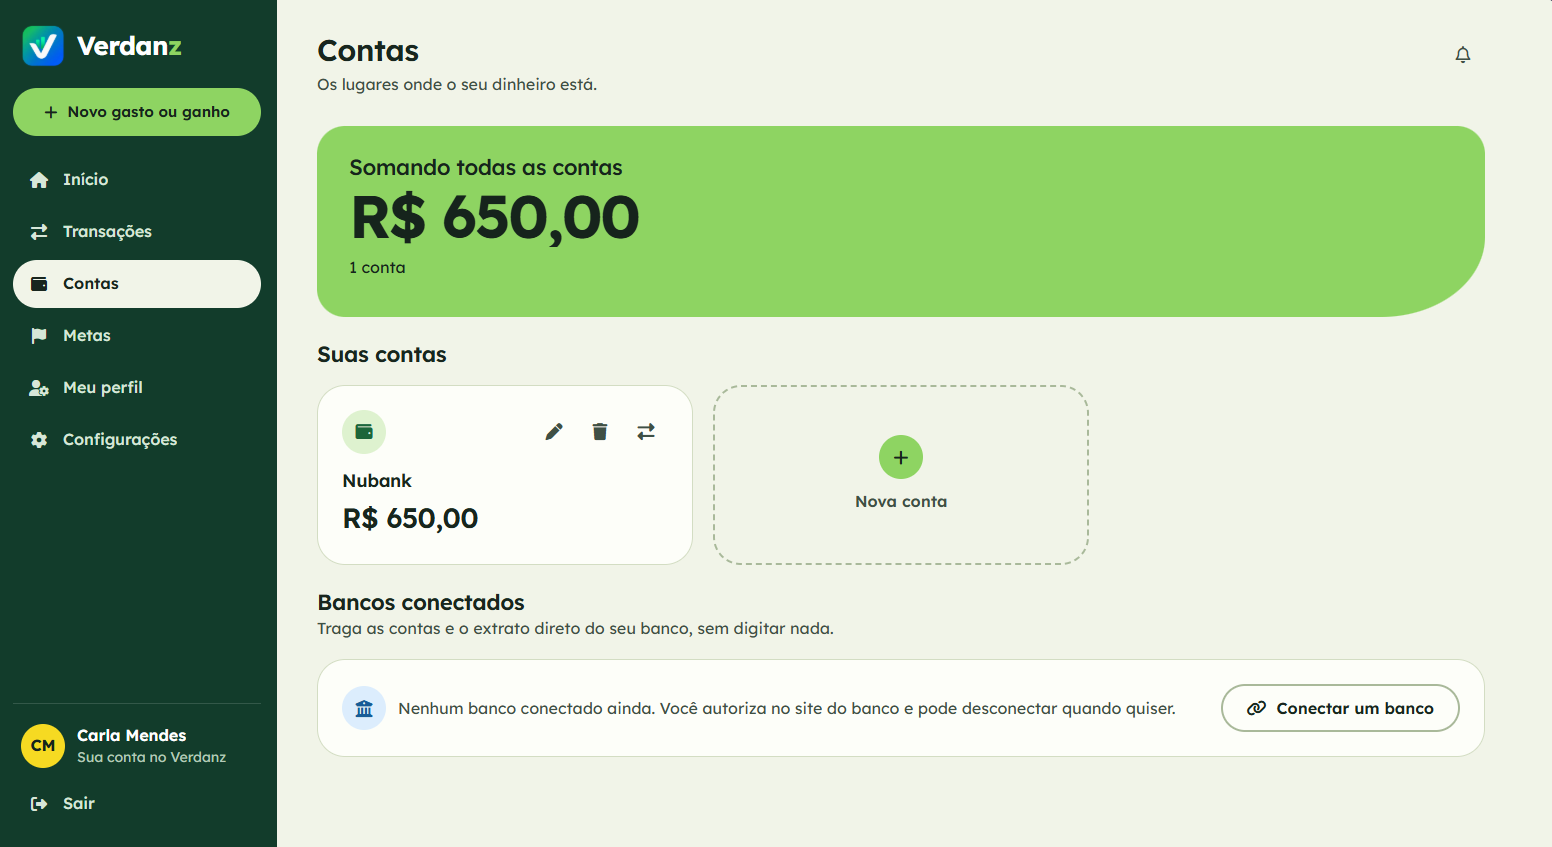 Verdanz
Novo gasto ou ganho
Início
Transações
Contas
Metas
Meu perfil
Configurações
CM
Carla Mendes
Sua conta no Verdanz
Sair
Contas
Os lugares onde o seu dinheiro está.
Somando todas as contas
R$ 650,00
1 conta
Suas contas
Nubank
R$ 650,00
Nova conta
Bancos conectados
Traga as contas e o extrato direto do seu banco, sem digitar nada.
Nenhum banco conectado ainda. Você autoriza no site do banco e pode desconectar quando quiser.
Conectar um banco